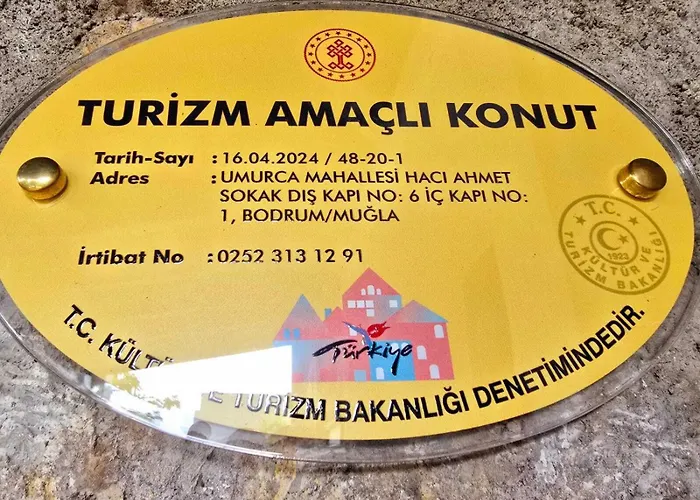 TURİZM AMAÇLI KONUT
Tarih-Sayı : 16.04.2024 / 48-20-1
Adres : UMURCA MAHALLESİ HACI AHMET
SOKAK DIŞ KAPI NO: 6 İÇ KAPI NO:
1, BODRUM/MUĞLA
İrtibat No : 0252 313 12 91
T.C.
KÜLTÜR VE
TURİZM BAKANLIĞI
1923
Türkiye
T.C. KÜLTÜR VE TURİZM BAKANLIĞI DENETİMİNDEDİR.